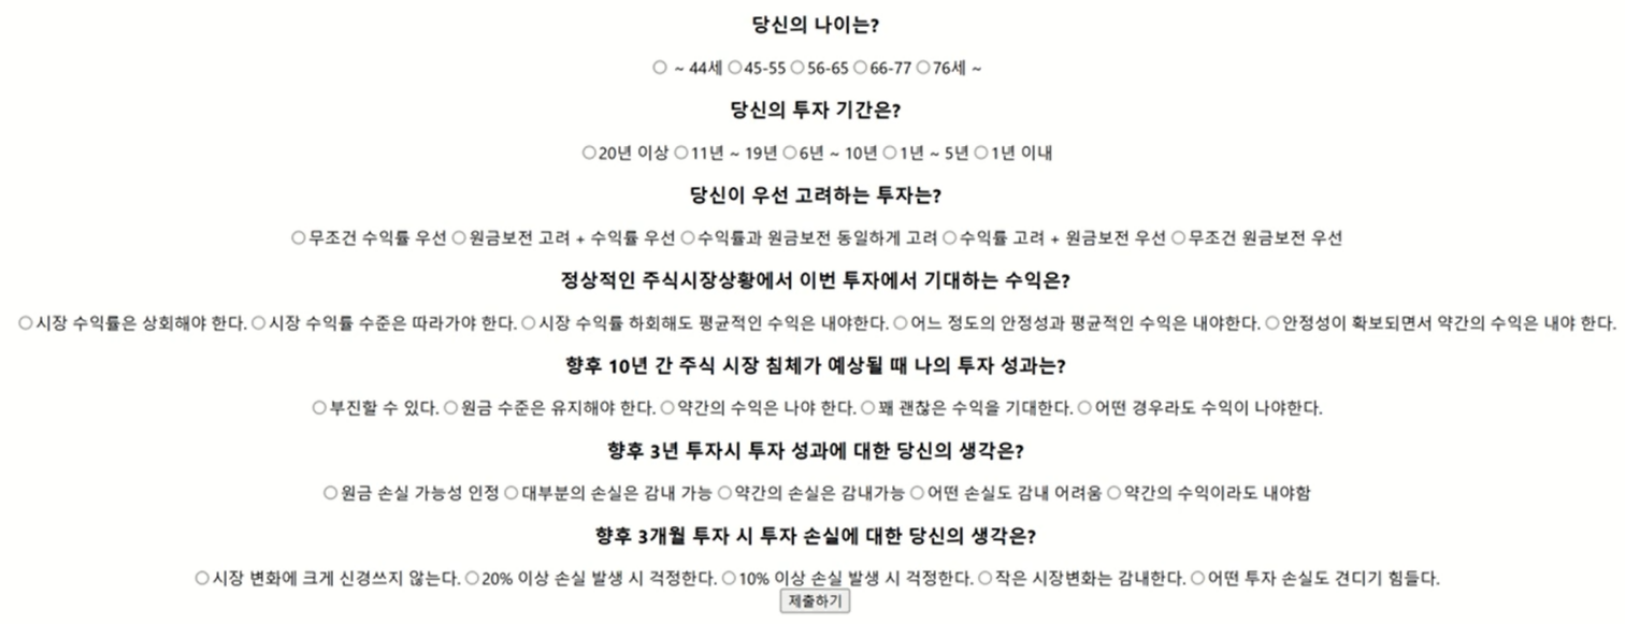 당신의 나이는?
~ 44세 45-55 56-65 66-77 76세 ~
당신의 투자 기간은?
20년 이상 11년 ~ 19년 6년 ~ 10년 1년 ~ 5년 1년 이내
당신이 우선 고려하는 투자는?
무조건 수익률 우선 원금보전 고려 + 수익률 우선 수익률과 원금보전 동일하게 고려 수익률 고려 + 원금보전 우선 무조건 원금보전 우선
정상적인 주식시장상황에서 이번 투자에서 기대하는 수익은?
시장 수익률은 상회해야 한다. 시장 수익률 수준은 따라가야 한다. 시장 수익률 하회해도 평균적인 수익은 내야한다. 어느 정도의 안정성과 평균적인 수익은 내야한다. 안정성이 확보되면서 약간의 수익은 내야 한다.
향후 10년 간 주식 시장 침체가 예상될 때 나의 투자 성과는?
부진할 수 있다. 원금 수준은 유지해야 한다. 약간의 수익은 나야 한다. 꽤 괜찮은 수익을 기대한다. 어떤 경우라도 수익이 나야한다.
향후 3년 투자시 투자 성과에 대한 당신의 생각은?
원금 손실 가능성 인정 대부분의 손실은 감내 가능 약간의 손실은 감내가능 어떤 손실도 감내 어려움 약간의 수익이라도 내야함
향후 3개월 투자 시 투자 손실에 대한 당신의 생각은?
시장 변화에 크게 신경쓰지 않는다. 20% 이상 손실 발생 시 걱정한다. 10% 이상 손실 발생 시 걱정한다. 작은 시장변화는 감내한다. 어떤 투자 손실도 견디기 힘들다.
제출하기